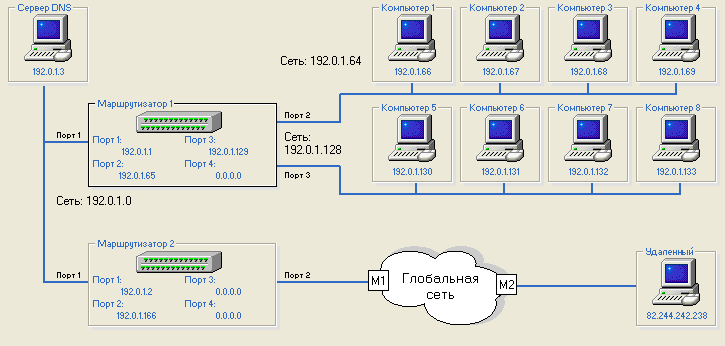 Сервер DNS
192.0.1.3
Компьютер 1
192.0.1.66
Компьютер 2
192.0.1.67
Компьютер 3
192.0.1.68
Компьютер 4
192.0.1.69
Сеть: 192.0.1.64
Маршрутизатор 1
Порт 1:
192.0.1.1
Порт 3:
192.0.1.129
Порт 2:
192.0.1.65
Порт 4:
0.0.0.0
Порт 1
Порт 2
Сеть:
192.0.1.128
Порт 3
Компьютер 5
192.0.1.130
Компьютер 6
192.0.1.131
Компьютер 7
192.0.1.132
Компьютер 8
192.0.1.133
Сеть: 192.0.1.0
Маршрутизатор 2
Порт 1:
192.0.1.2
Порт 3:
0.0.0.0
Порт 2:
192.0.1.166
Порт 4:
0.0.0.0
Порт 1
Порт 2
M1
Глобальная
сеть
M2
Удаленный
82.244.242.238